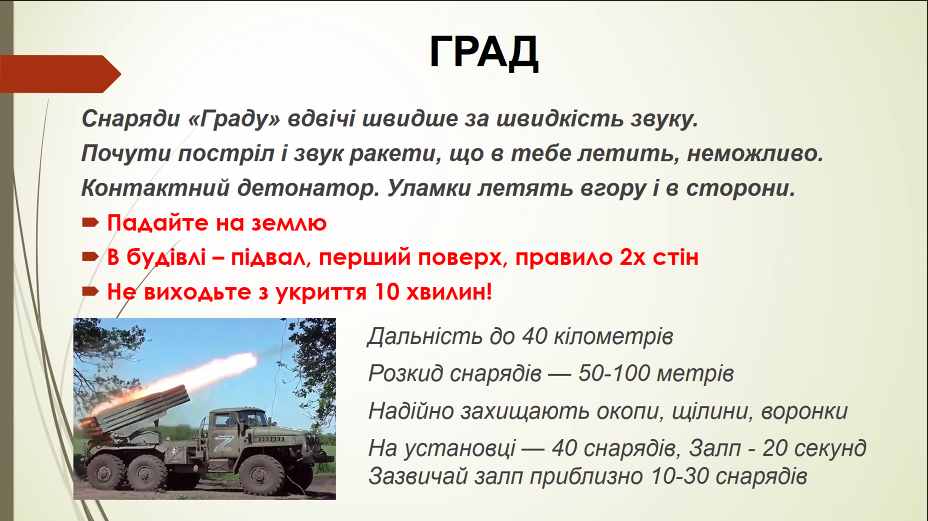 ГРАД
Снаряди «Граду» вдвічі швидше за швидкість звуку.
Почути постріл і звук ракети, що в тебе летить, неможливо.
Контактний детонатор. Уламки летять вгору і в сторони.
Падайте на землю
В будівлі – підвал, перший поверх, правило 2х стін
Не виходьте з укриття 10 хвилин!
Дальність до 40 кілометрів
Розкид снарядів — 50-100 метрів
Надійно захищають окопи, щілини, воронки
На установці — 40 снарядів, Залп - 20 секунд
Зазвичай залп приблизно 10-30 снарядів
Z